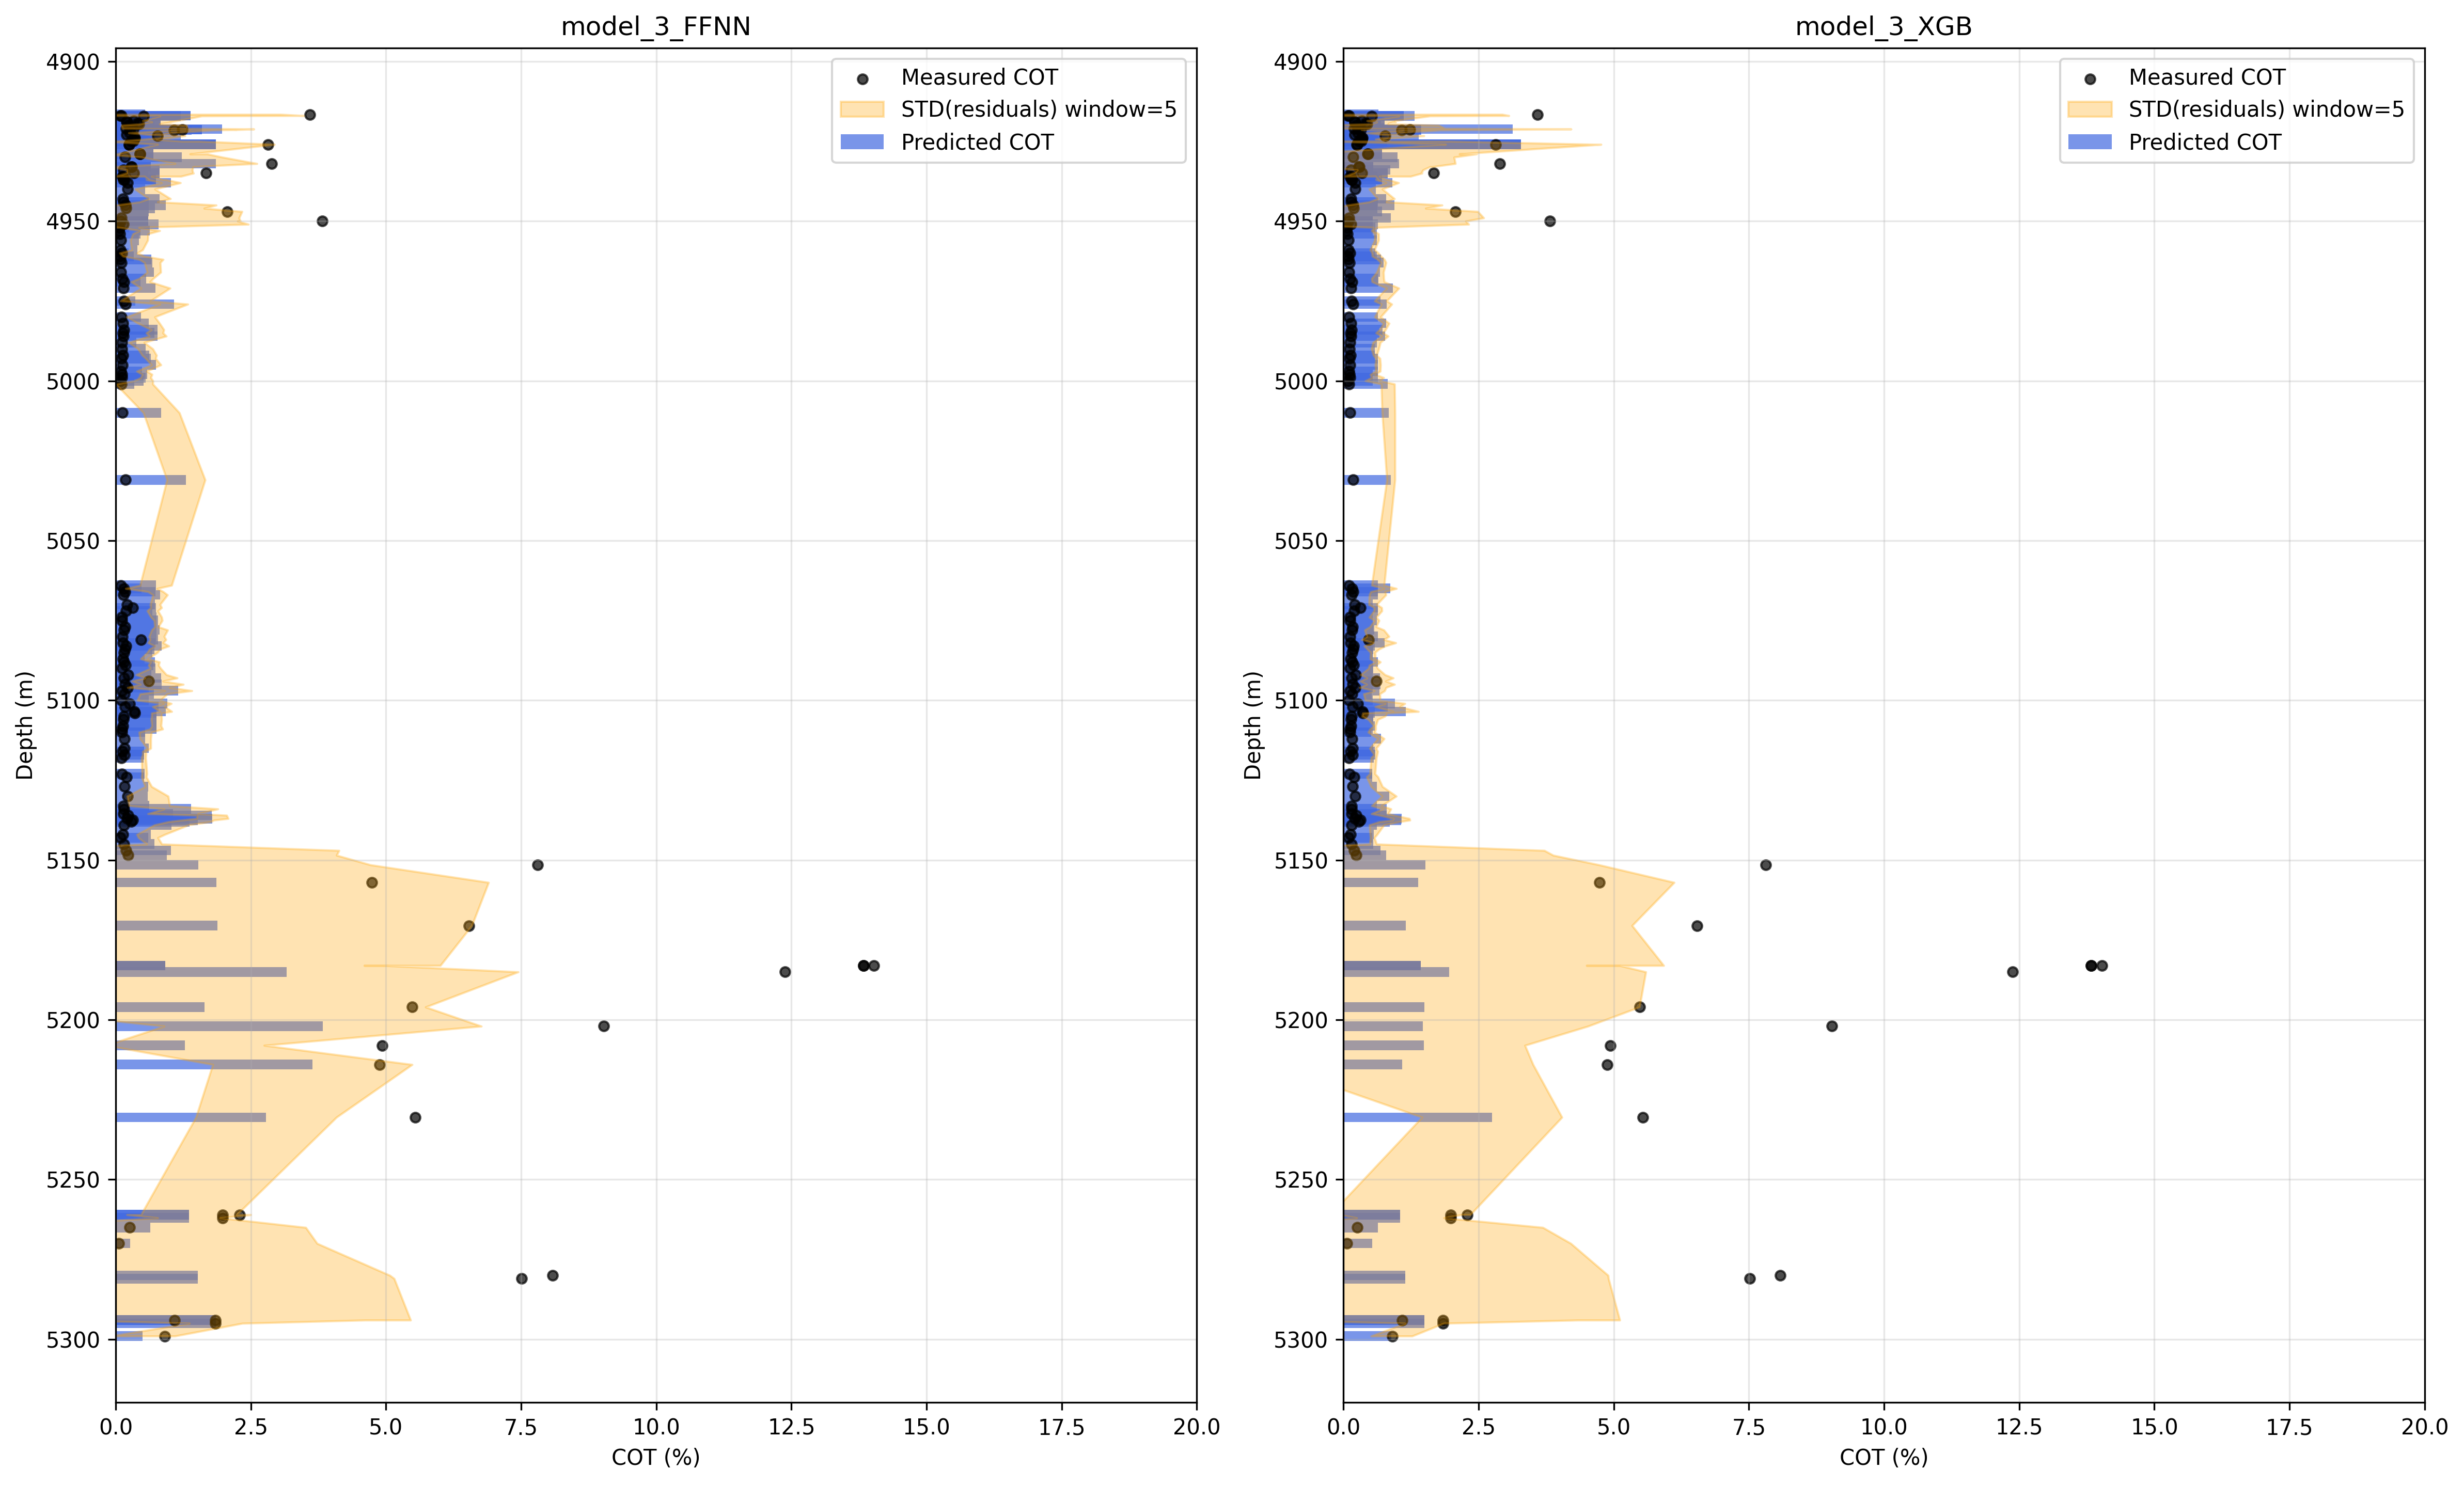 model_3_FFNN
Measured COT
STD(residuals) window=5
Predicted COT
4900
4950
5000
5050
5100
5150
5200
5250
5300
Depth (m)
0.0 2.5 5.0 7.5 10.0 12.5 15.0 17.5 20.0
COT (%)
model_3_XGB
Measured COT
STD(residuals) window=5
Predicted COT
4900
4950
5000
5050
5100
5150
5200
5250
5300
Depth (m)
0.0 2.5 5.0 7.5 10.0 12.5 15.0 17.5 20.0
COT (%)